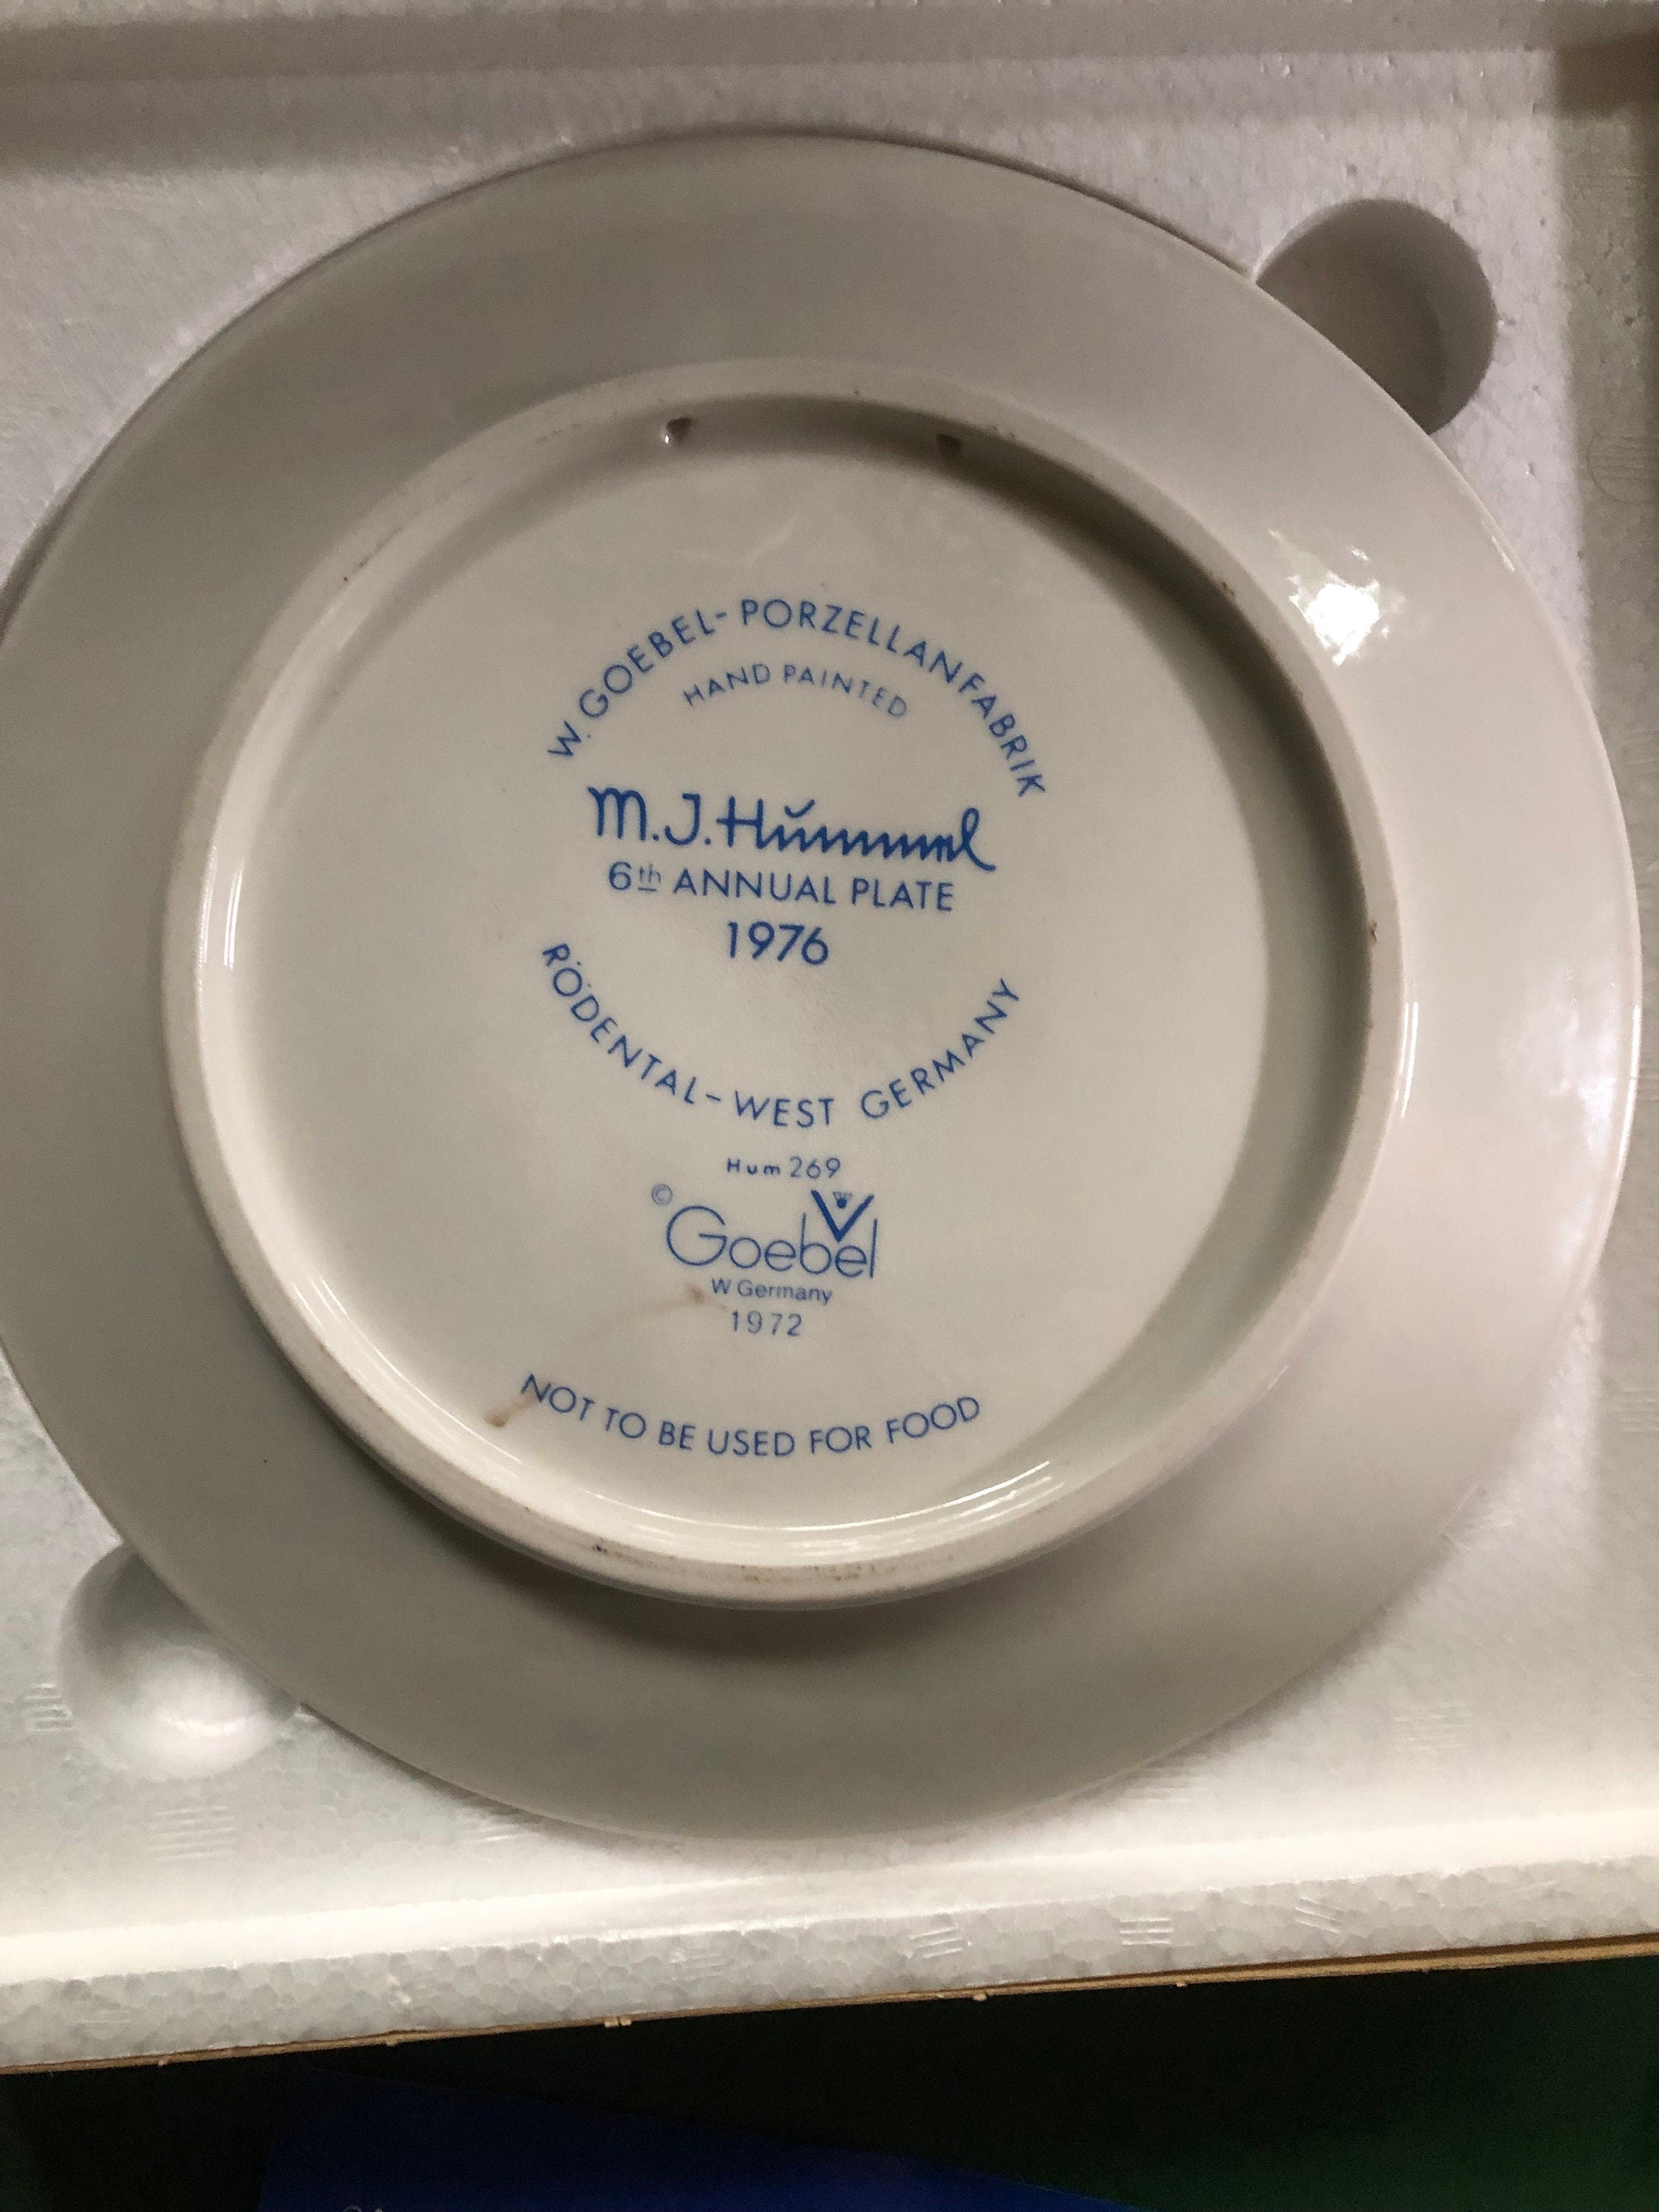 W. GOEBEL-PORZELLANFABRIK
HAND PAINTED
M.J. Hŭmmel
6th ANNUAL PLATE
1976
RÖDENTAL-WEST GERMANY
Hum 269
© Goebel
W Germany
1972
NOT TO BE USED FOR FOOD